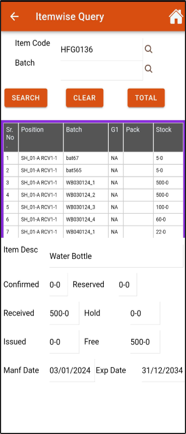 Itemwise Query
Item Code HFG0136
Batch
SEARCH CLEAR TOTAL
Sr. No Position Batch G1 Pack Stock
1 SH_01-A RCV1-1 bat67 NA 5-0
2 SH_01-A RCV1-1 bat565 NA 5-0
3 SH_01-A RCV1-1 WB030124_1 NA 500-0
4 SH_01-A RCV1-1 WB030124_2 NA 500-0
5 SH_01-A RCV1-1 WB030124_3 NA 100-0
6 SH_01-A RCV1-1 WB030124_4 NA 60-0
7 SH_01-A RCV1-1 WB040124_1 NA 22-0
Item Desc Water Bottle
Confirmed 0-0 Reserved 0-0
Received 500-0 Hold 0-0
Issued 0-0 Free 500-0
Manf Date 03/01/2024 Exp Date 31/12/2034